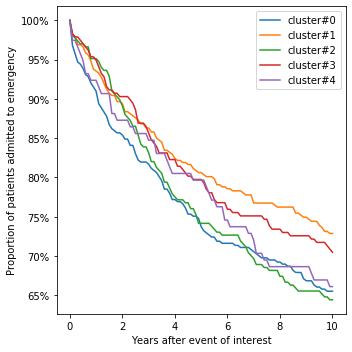 100%
95%
90%
85%
80%
75%
70%
65%
Proportion of patients admitted to emergency
cluster#0
cluster#1
cluster#2
cluster#3
cluster#4
0 2 4 6 8 10
Years after event of interest